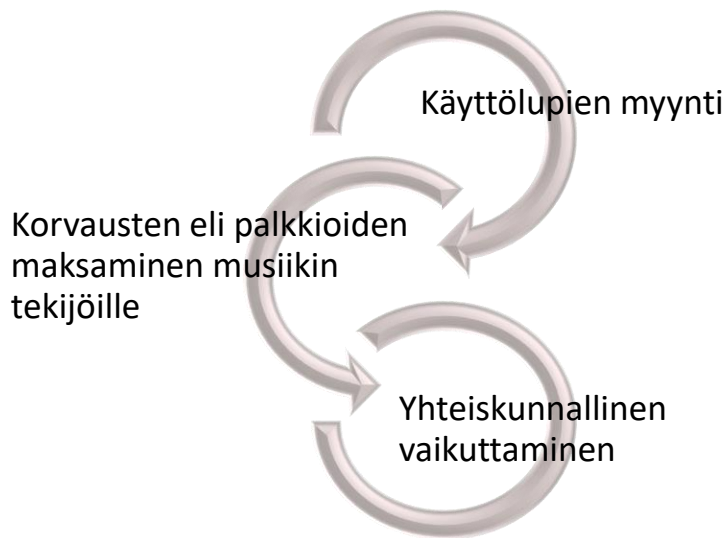 Käyttölupien myynti
Korvausten eli palkkioiden
maksaminen musiikin
tekijöille
Yhteiskunnallinen
vaikuttaminen